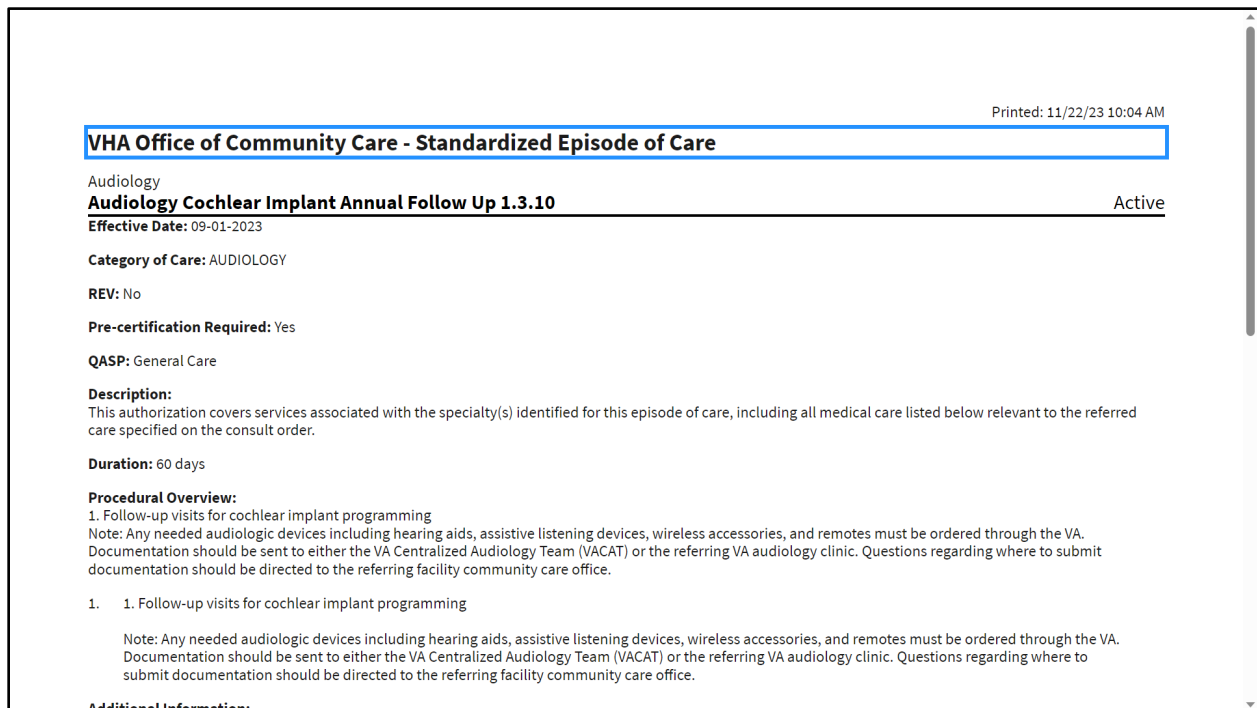 Printed: 11/22/23 10:04 AM
VHA Office of Community Care - Standardized Episode of Care
Audiology
Audiology Cochlear Implant Annual Follow Up 1.3.10 Active
Effective Date: 09-01-2023
Category of Care: AUDIOLOGY
REV: No
Pre-certification Required: Yes
QASP: General Care
Description:
This authorization covers services associated with the specialty(s) identified for this episode of care, including all medical care listed below relevant to the referred
care specified on the consult order.
Duration: 60 days
Procedural Overview:
1. Follow-up visits for cochlear implant programming
Note: Any needed audiologic devices including hearing aids, assistive listening devices, wireless accessories, and remotes must be ordered through the VA.
Documentation should be sent to either the VA Centralized Audiology Team (VACAT) or the referring VA audiology clinic. Questions regarding where to submit
documentation should be directed to the referring facility community care office.
1. 1. Follow-up visits for cochlear implant programming
Note: Any needed audiologic devices including hearing aids, assistive listening devices, wireless accessories, and remotes must be ordered through the VA.
Documentation should be sent to either the VA Centralized Audiology Team (VACAT) or the referring VA audiology clinic. Questions regarding where to
submit documentation should be directed to the referring facility community care office.
Additional Information: